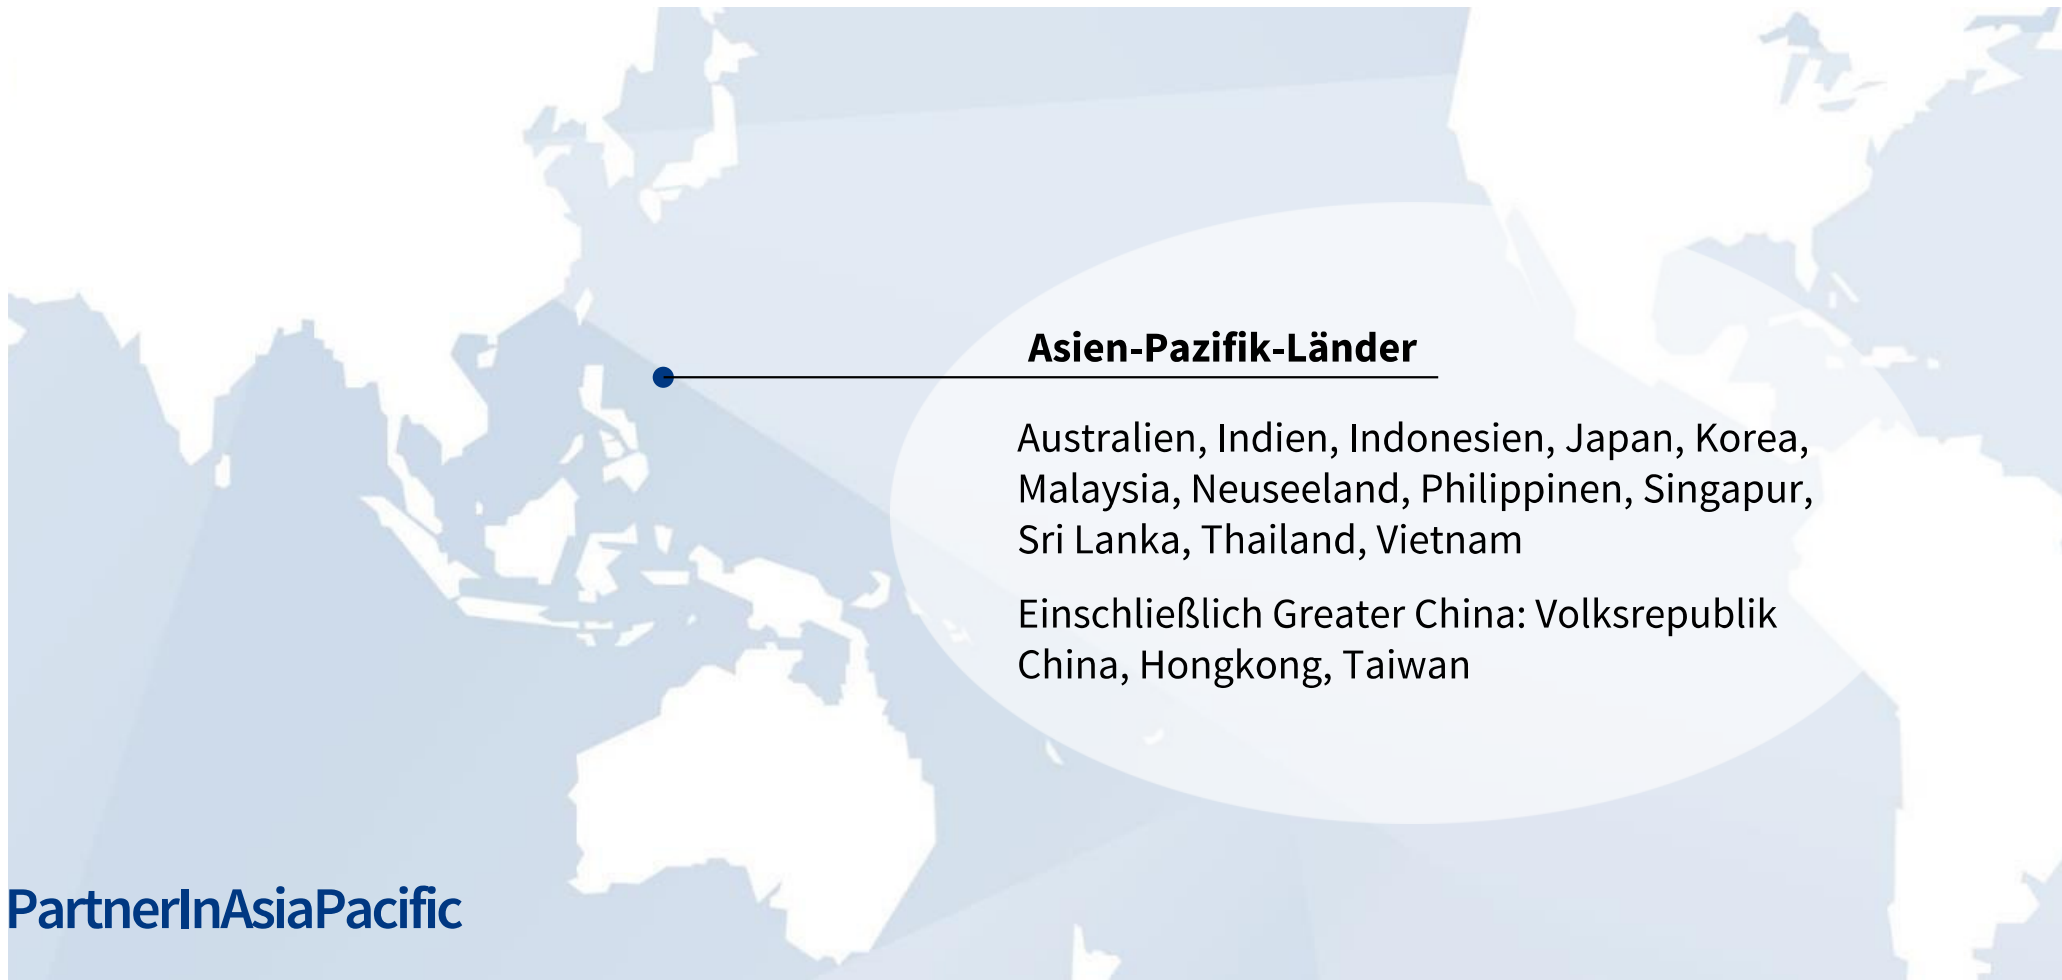 Asien-Pazifik-Länder
Australien, Indien, Indonesien, Japan, Korea,
Malaysia, Neuseeland, Philippinen, Singapur,
Sri Lanka, Thailand, Vietnam
Einschließlich Greater China: Volksrepublik
China, Hongkong, Taiwan
PartnerInAsiaPacific